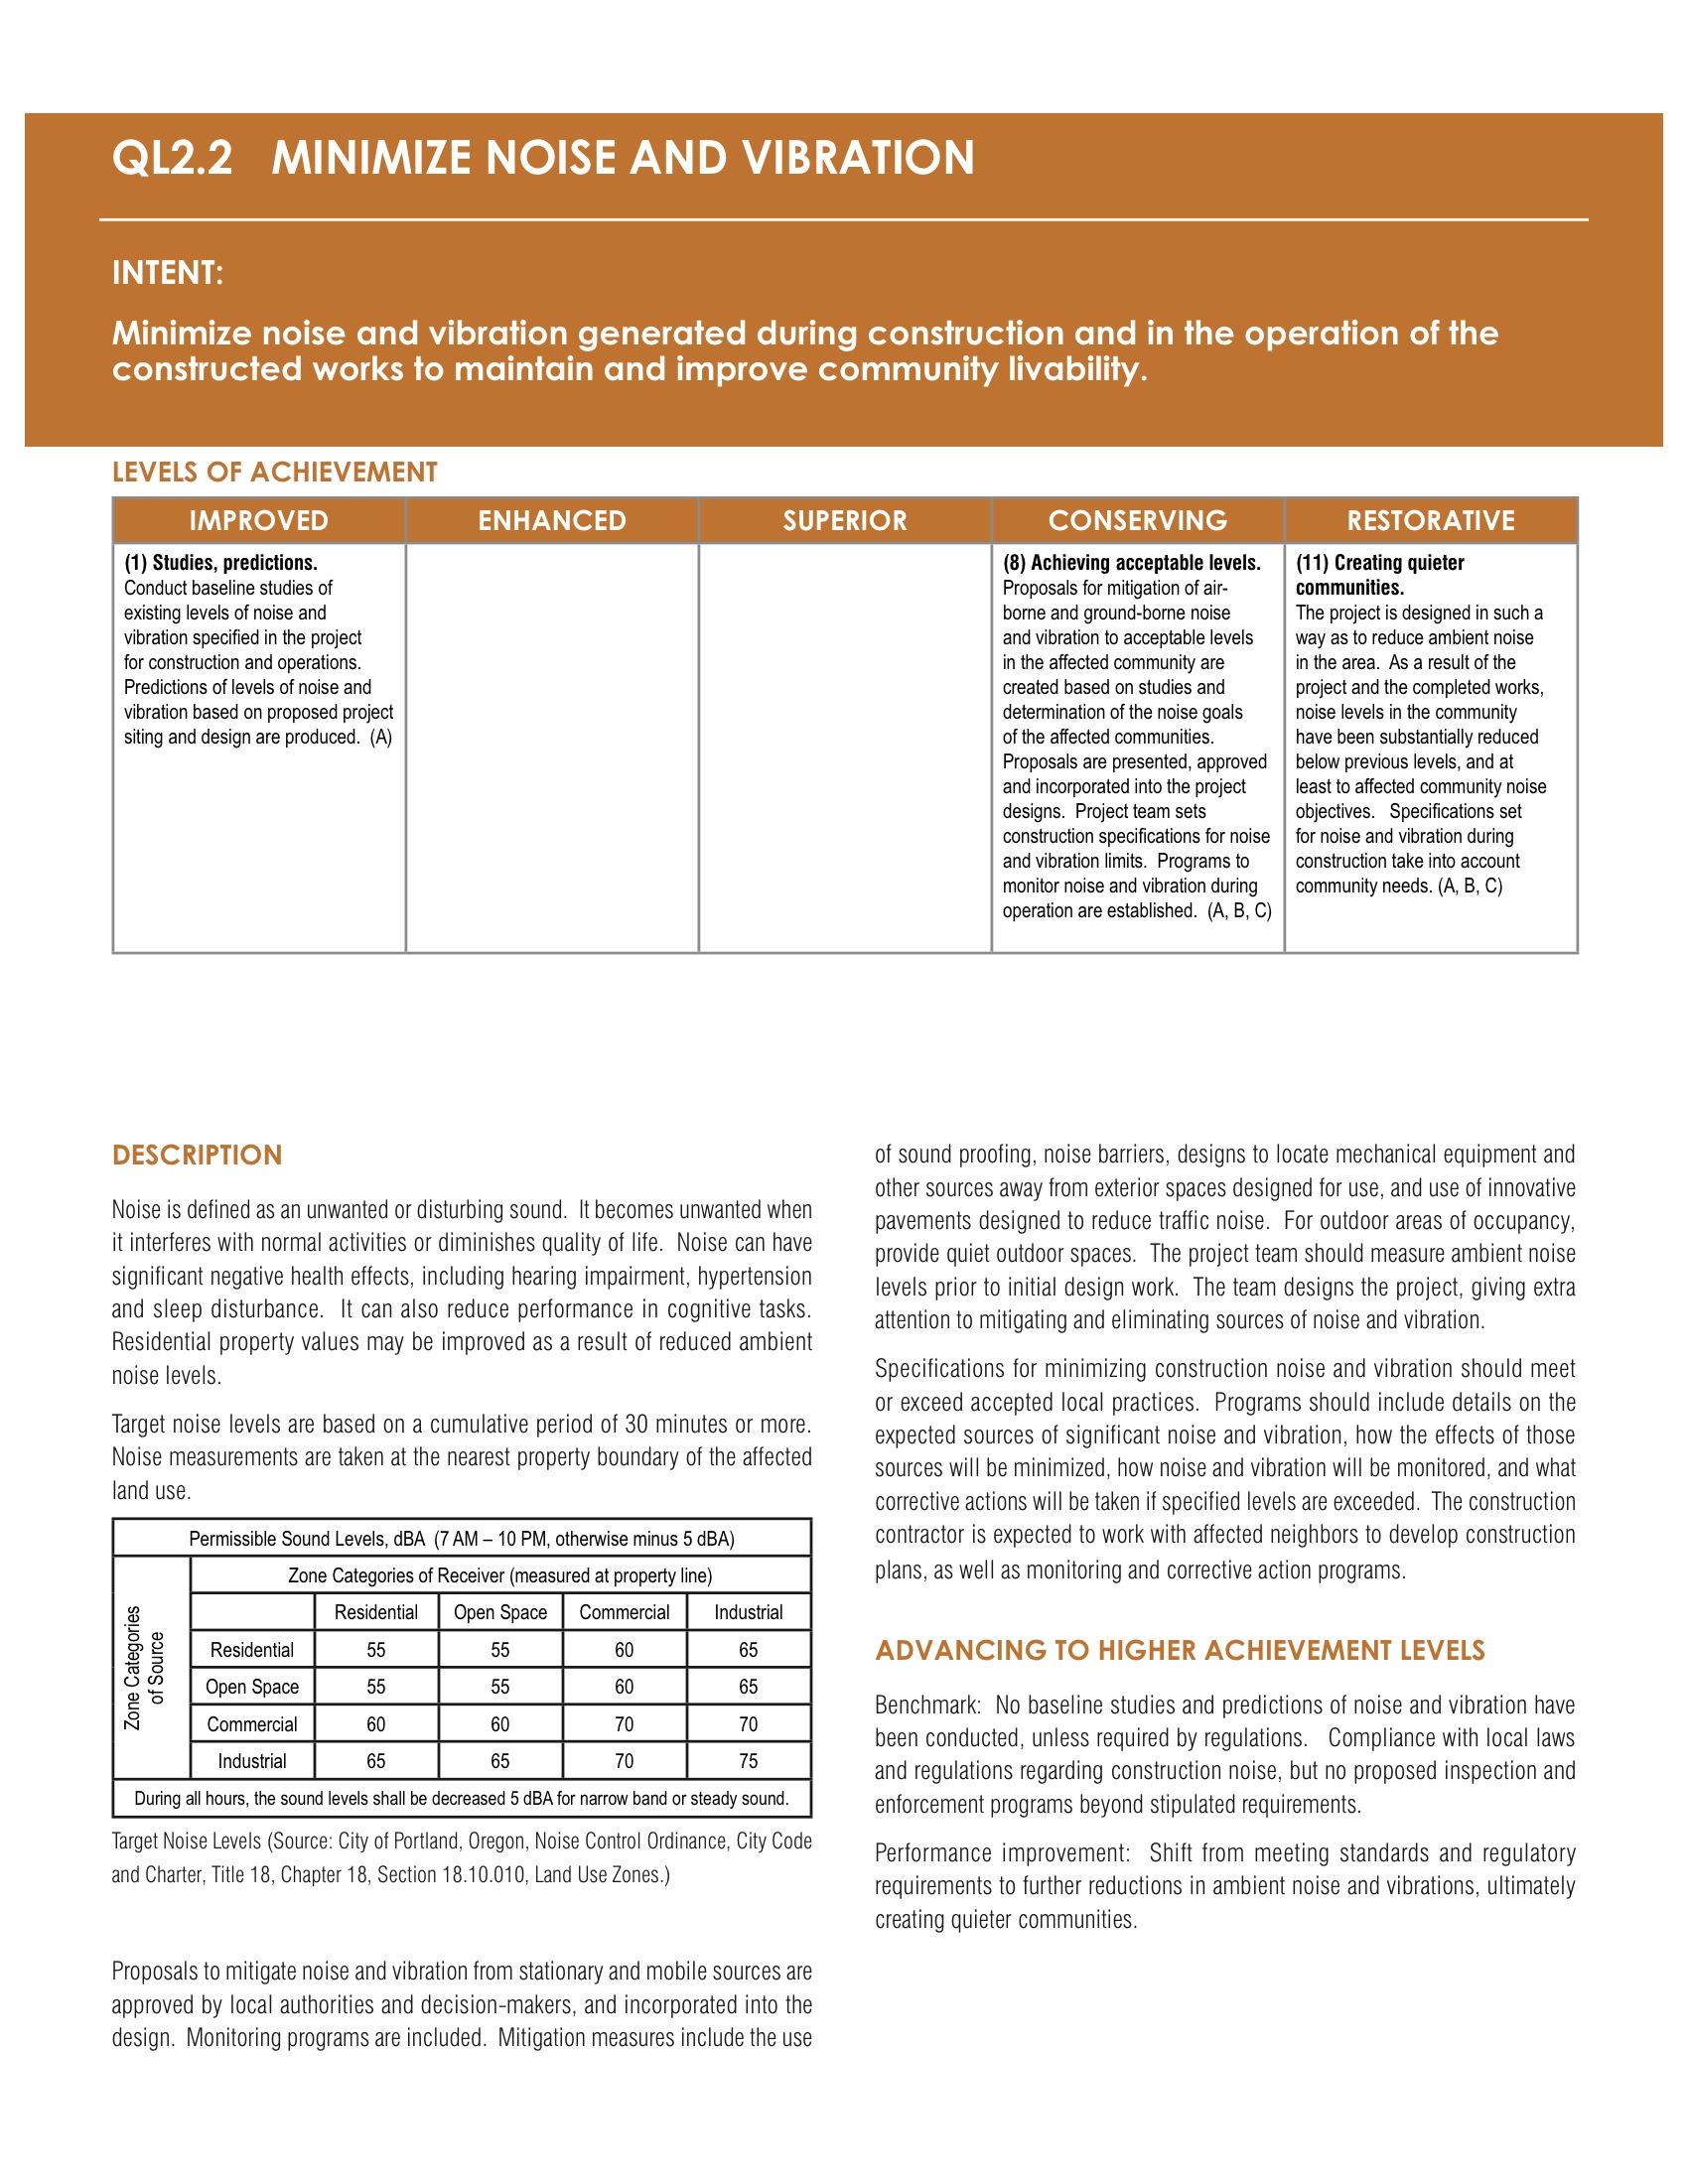 QL2.2 MINIMIZE NOISE AND VIBRATION
INTENT:
Minimize noise and vibration generated during construction and in the operation of the
constructed works to maintain and improve community livability.
LEVELS OF ACHIEVEMENT
IMPROVED ENHANCED SUPERIOR CONSERVING RESTORATIVE
(1) Studies, predictions.
Conduct baseline studies of
existing levels of noise and
vibration specified in the project
for construction and operations.
Predictions of levels of noise and
vibration based on proposed project
siting and design are produced. (A)
(8) Achieving acceptable levels.
Proposals for mitigation of air-
borne and ground-borne noise
and vibration to acceptable levels
in the affected community are
created based on studies and
determination of the noise goals
of the affected communities.
Proposals are presented, approved
and incorporated into the project
designs. Project team sets
construction specifications for noise
and vibration limits. Programs to
monitor noise and vibration during
operation are established. (A, B, C)
(11) Creating quieter
communities.
The project is designed in such a
way as to reduce ambient noise
in the area. As a result of the
project and the completed works,
noise levels in the community
have been substantially reduced
below previous levels, and at
least to affected community noise
objectives. Specifications set
for noise and vibration during
construction take into account
community needs. (A, B, C)
DESCRIPTION
Noise is defined as an unwanted or disturbing sound. It becomes unwanted when
it interferes with normal activities or diminishes quality of life. Noise can have
significant negative health effects, including hearing impairment, hypertension
and sleep disturbance. It can also reduce performance in cognitive tasks.
Residential property values may be improved as a result of reduced ambient
noise levels.
Target noise levels are based on a cumulative period of 30 minutes or more.
Noise measurements are taken at the nearest property boundary of the affected
land use.
Permissible Sound Levels, dBA (7 AM – 10 PM, otherwise minus 5 dBA)
Zone Categories
of Source
Zone Categories of Receiver (measured at property line)
Residential Open Space Commercial Industrial
Residential 55 55 60 65
Open Space 55 55 60 65
Commercial 60 60 70 70
Industrial 65 65 70 75
During all hours, the sound levels shall be decreased 5 dBA for narrow band or steady sound.
Target Noise Levels (Source: City of Portland, Oregon, Noise Control Ordinance, City Code
and Charter, Title 18, Chapter 18, Section 18.10.010, Land Use Zones.)
Proposals to mitigate noise and vibration from stationary and mobile sources are
approved by local authorities and decision-makers, and incorporated into the
design. Monitoring programs are included. Mitigation measures include the use
of sound proofing, noise barriers, designs to locate mechanical equipment and
other sources away from exterior spaces designed for use, and use of innovative
pavements designed to reduce traffic noise. For outdoor areas of occupancy,
provide quiet outdoor spaces. The project team should measure ambient noise
levels prior to initial design work. The team designs the project, giving extra
attention to mitigating and eliminating sources of noise and vibration.
Specifications for minimizing construction noise and vibration should meet
or exceed accepted local practices. Programs should include details on the
expected sources of significant noise and vibration, how the effects of those
sources will be minimized, how noise and vibration will be monitored, and what
corrective actions will be taken if specified levels are exceeded. The construction
contractor is expected to work with affected neighbors to develop construction
plans, as well as monitoring and corrective action programs.
ADVANCING TO HIGHER ACHIEVEMENT LEVELS
Benchmark: No baseline studies and predictions of noise and vibration have
been conducted, unless required by regulations. Compliance with local laws
and regulations regarding construction noise, but no proposed inspection and
enforcement programs beyond stipulated requirements.
Performance improvement: Shift from meeting standards and regulatory
requirements to further reductions in ambient noise and vibrations, ultimately
creating quieter communities.